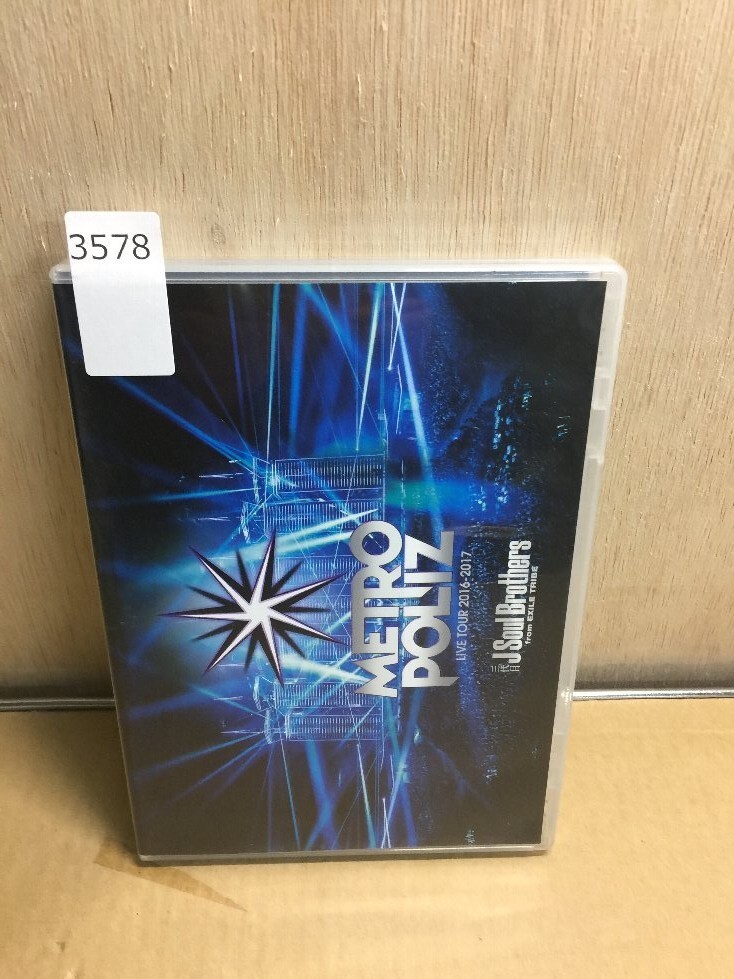 3578
METRO
POLIZ
LIVE TOUR 2016-2017
三代目 J Soul Brothers
from EXILE TRIBE